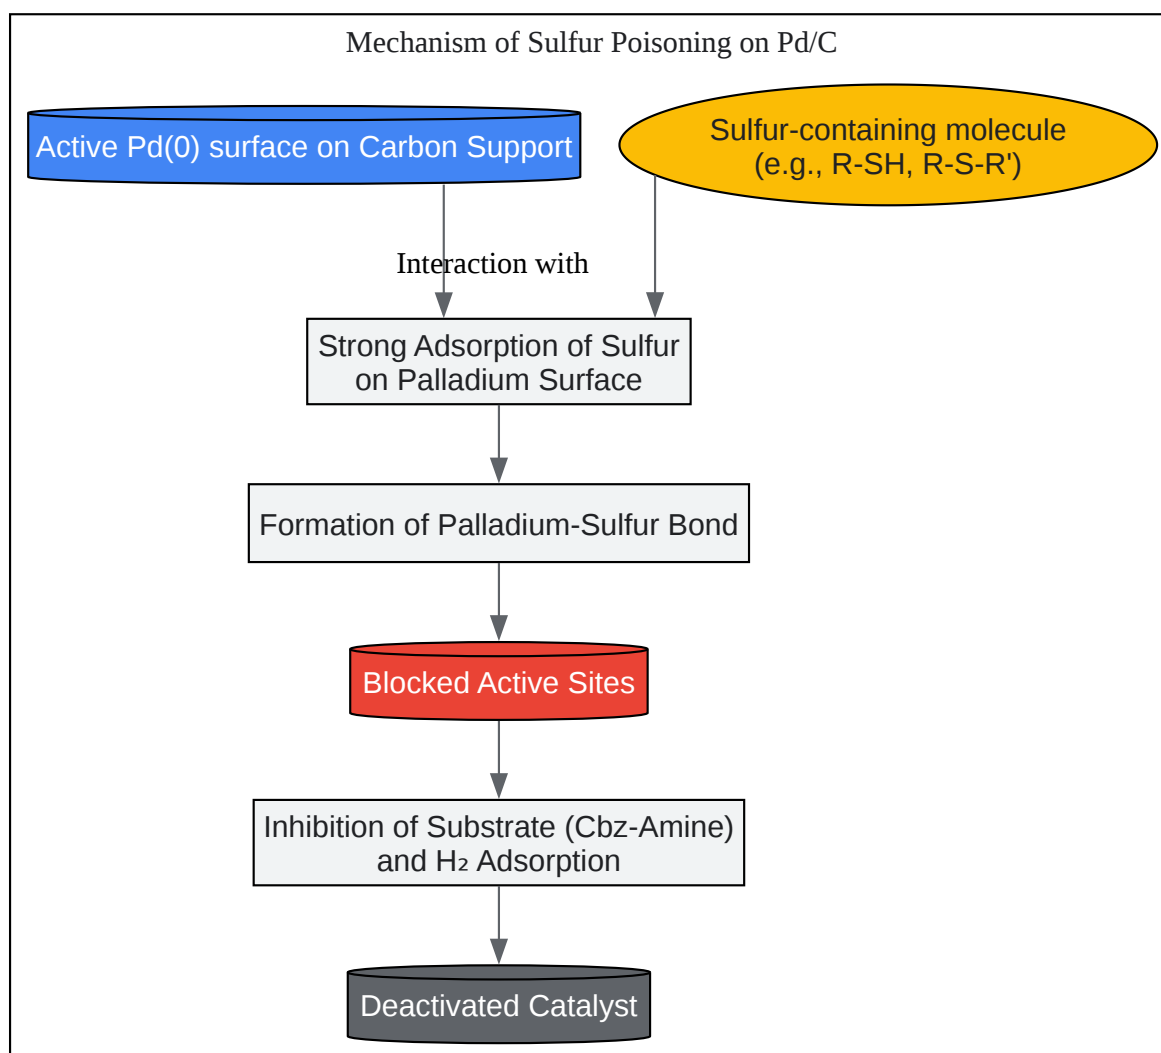 Mechanism of Sulfur Poisoning on Pd/C
Active Pd(0) surface on Carbon Support
Sulfur-containing molecule
(e.g., R-SH, R-S-R')
Interaction with
Strong Adsorption of Sulfur
on Palladium Surface
Formation of Palladium-Sulfur Bond
Blocked Active Sites
Inhibition of Substrate (Cbz-Amine)
and H₂ Adsorption
Deactivated Catalyst